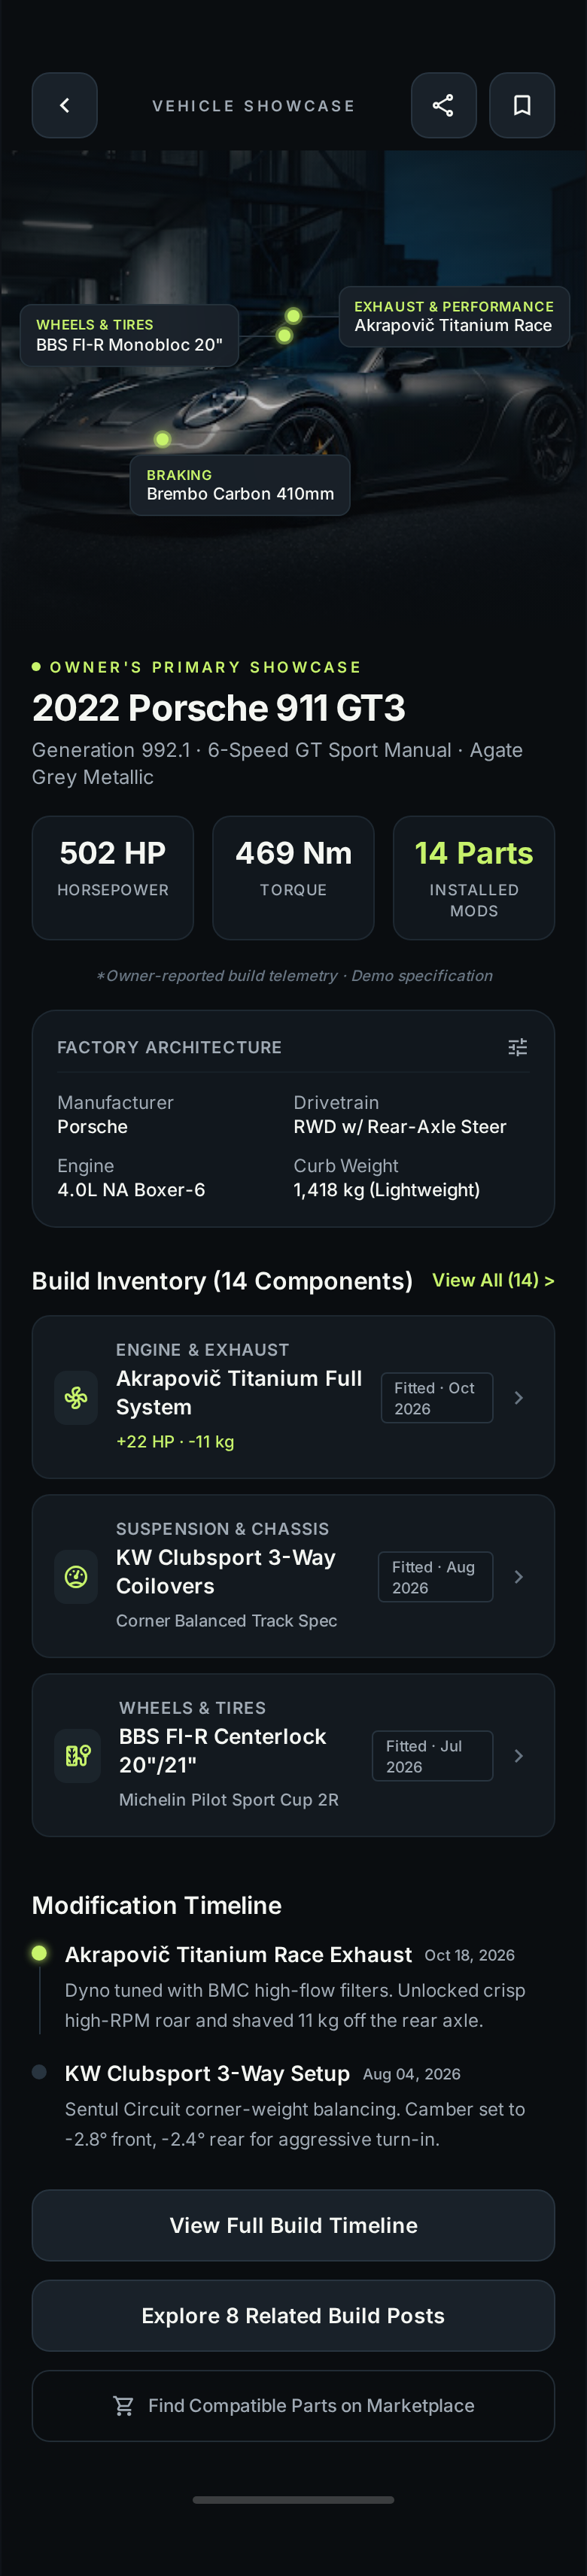 VEHICLE SHOWCASE
WHEELS & TIRES
BBS FI-R Monobloc 20"
EXHAUST & PERFORMANCE
Akrapovič Titanium Race
BRAKING
Brembo Carbon 410mm
OWNER'S PRIMARY SHOWCASE
2022 Porsche 911 GT3
Generation 992.1 · 6-Speed GT Sport Manual · Agate
Grey Metallic
502 HP
HORSEPOWER
469 Nm
TORQUE
14 Parts
INSTALLED
MODS
*Owner-reported build telemetry · Demo specification
FACTORY ARCHITECTURE
Manufacturer
Porsche
Drivetrain
RWD w/ Rear-Axle Steer
Engine
4.0L NA Boxer-6
Curb Weight
1,418 kg (Lightweight)
Build Inventory (14 Components)
View All (14) >
ENGINE & EXHAUST
Akrapovič Titanium Full
System
+22 HP · -11 kg
Fitted · Oct
2026
SUSPENSION & CHASSIS
KW Clubsport 3-Way
Coilovers
Corner Balanced Track Spec
Fitted · Aug
2026
WHEELS & TIRES
BBS FI-R Centerlock
20"/21"
Michelin Pilot Sport Cup 2R
Fitted · Jul
2026
Modification Timeline
Akrapovič Titanium Race Exhaust Oct 18, 2026
Dyno tuned with BMC high-flow filters. Unlocked crisp
high-RPM roar and shaved 11 kg off the rear axle.
KW Clubsport 3-Way Setup Aug 04, 2026
Sentul Circuit corner-weight balancing. Camber set to
-2.8° front, -2.4° rear for aggressive turn-in.
View Full Build Timeline
Explore 8 Related Build Posts
Find Compatible Parts on Marketplace